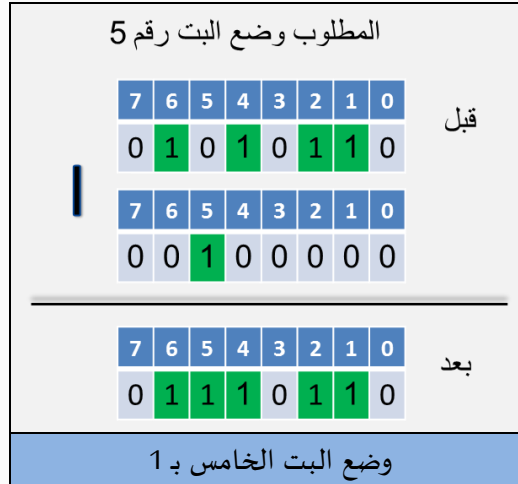 المطلوب وضع البت رقم 5
7 6 5 4 3 2 1 0
قبل
0 1 0 1 0 1 1 0
|
7 6 5 4 3 2 1 0
0 0 1 0 0 0 0 0
7 6 5 4 3 2 1 0
بعد
0 1 1 1 0 1 1 0
وضع البت الخامس بـ 1